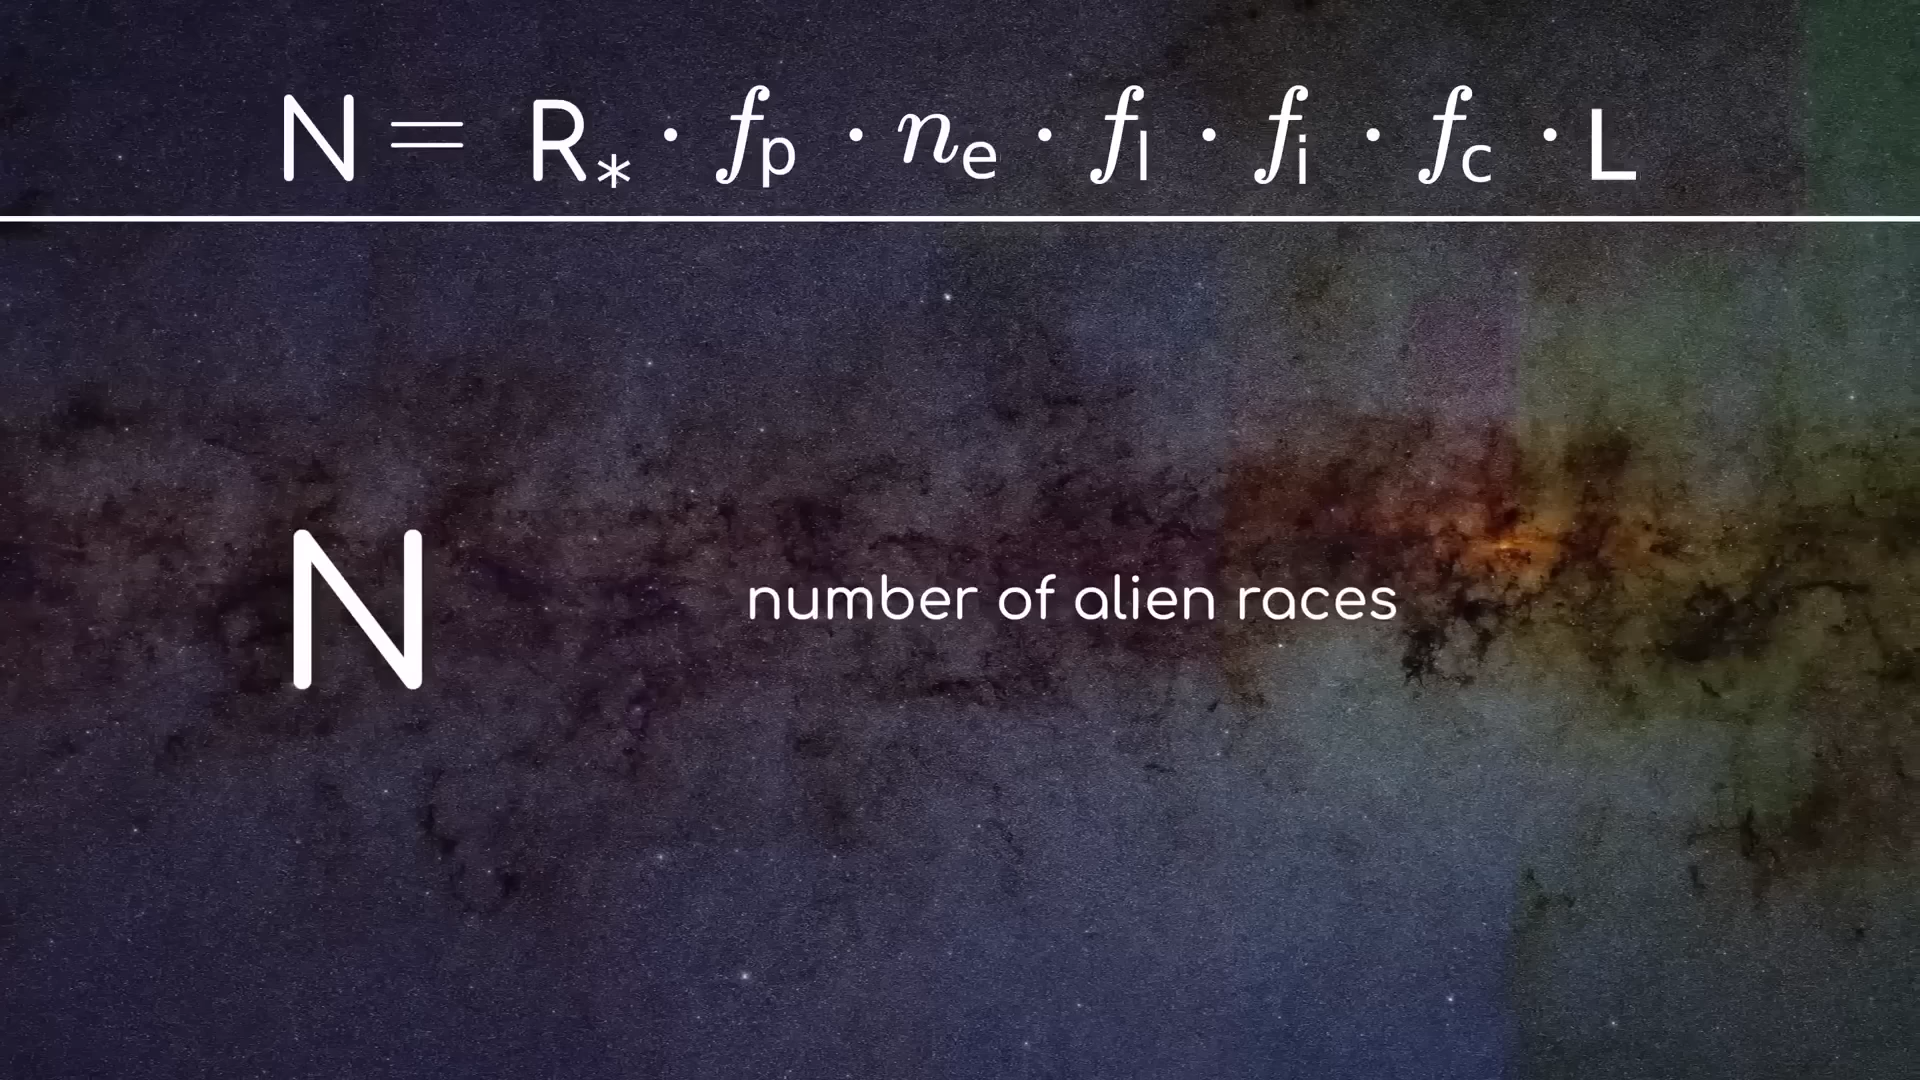 N = R* · fp · ne · fl · fi · fc · L
N
number of alien races